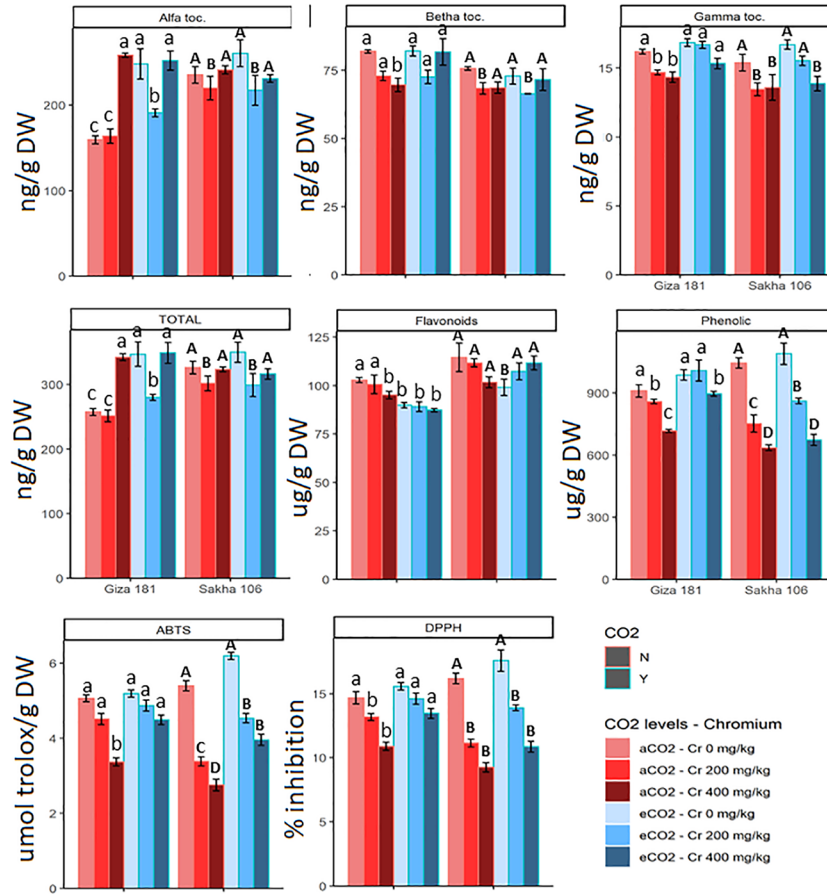 Alfa toc.
Betha toc.
Gamma toc.
ng/g DW
200
100
0
c c a a b a A B A A B A
ng/g DW
75
50
25
0
a a b a a a A B A A B A
ng/g DW
15
0
5
0
a b b a a a A B B A A A
Giza 181 Sakha 106
TOTAL
Flavonoids
Phenolic
ng/g DW
300
200
100
0
c c a a b a A B A A B A
Giza 181 Sakha 106
ug/g DW
125
100
75
50
25
0
a a b b b b A A A B A A
ug/g DW
900
600
300
0
a b c a a b A C D A B D
Giza 181 Sakha 106
ABTS
DPPH
umol trolox/g DW
6
4
2
0
a a b a a a A C D A B B
% inhibition
15
10
5
0
a b b a a a A B B A B B
CO2
N
Y
CO2 levels - Chromium
aCO2 - Cr 0 mg/kg
aCO2 - Cr 200 mg/kg
aCO2 - Cr 400 mg/kg
eCO2 - Cr 0 mg/kg
eCO2 - Cr 200 mg/kg
eCO2 - Cr 400 mg/kg